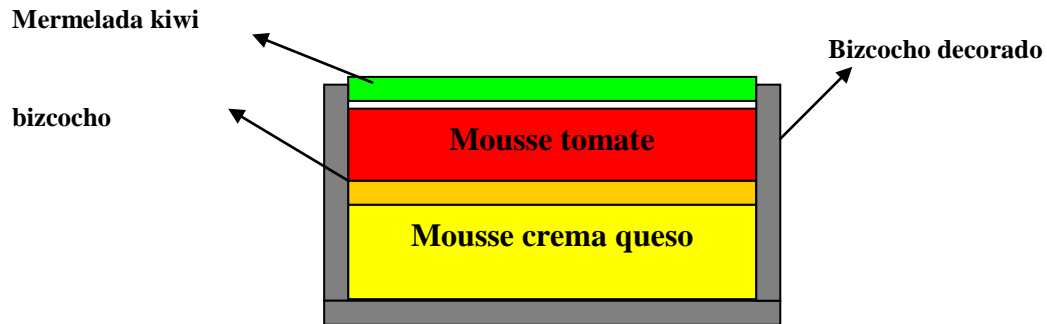 Mermelada kiwi
Bizcocho decorado
bizcocho
Mousse tomate
Mousse crema queso